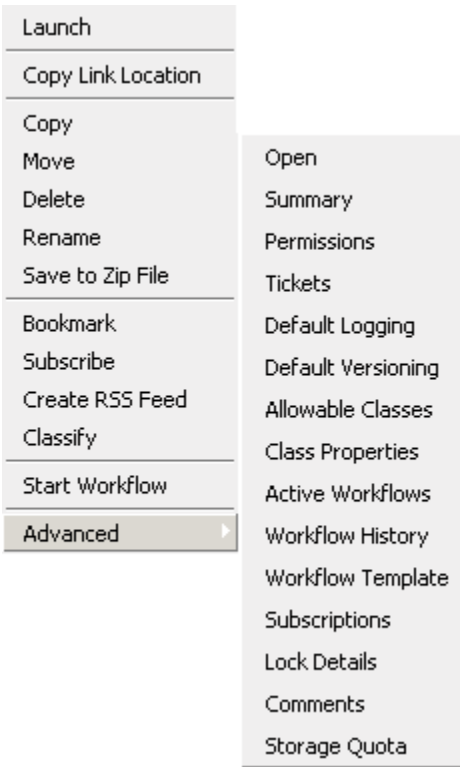 Launch
Copy Link Location
Copy
Move
Delete
Rename
Save to Zip File
Bookmark
Subscribe
Create RSS Feed
Classify
Start Workflow
Advanced
Open
Summary
Permissions
Tickets
Default Logging
Default Versioning
Allowable Classes
Class Properties
Active Workflows
Workflow History
Workflow Template
Subscriptions
Lock Details
Comments
Storage Quota